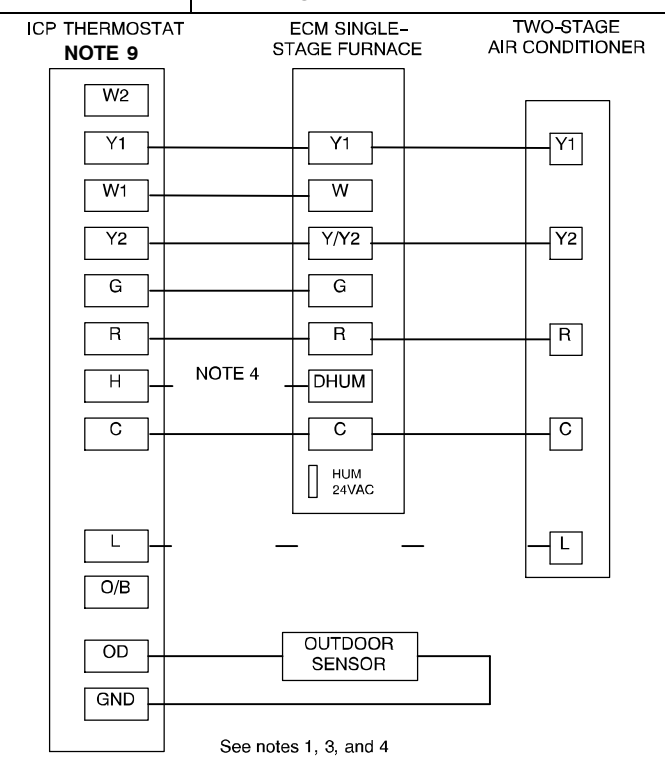 ICP THERMOSTAT
NOTE 9
ECM SINGLE-
STAGE FURNACE
TWO-STAGE
AIR CONDITIONER
W2
Y1 Y1 Y1
W1 W
Y2 Y/Y2 Y2
G G
R R R
H NOTE 4 DHUM
C C C
HUM
24VAC
L L
O/B
OD OUTDOOR
SENSOR
GND
See notes 1, 3, and 4